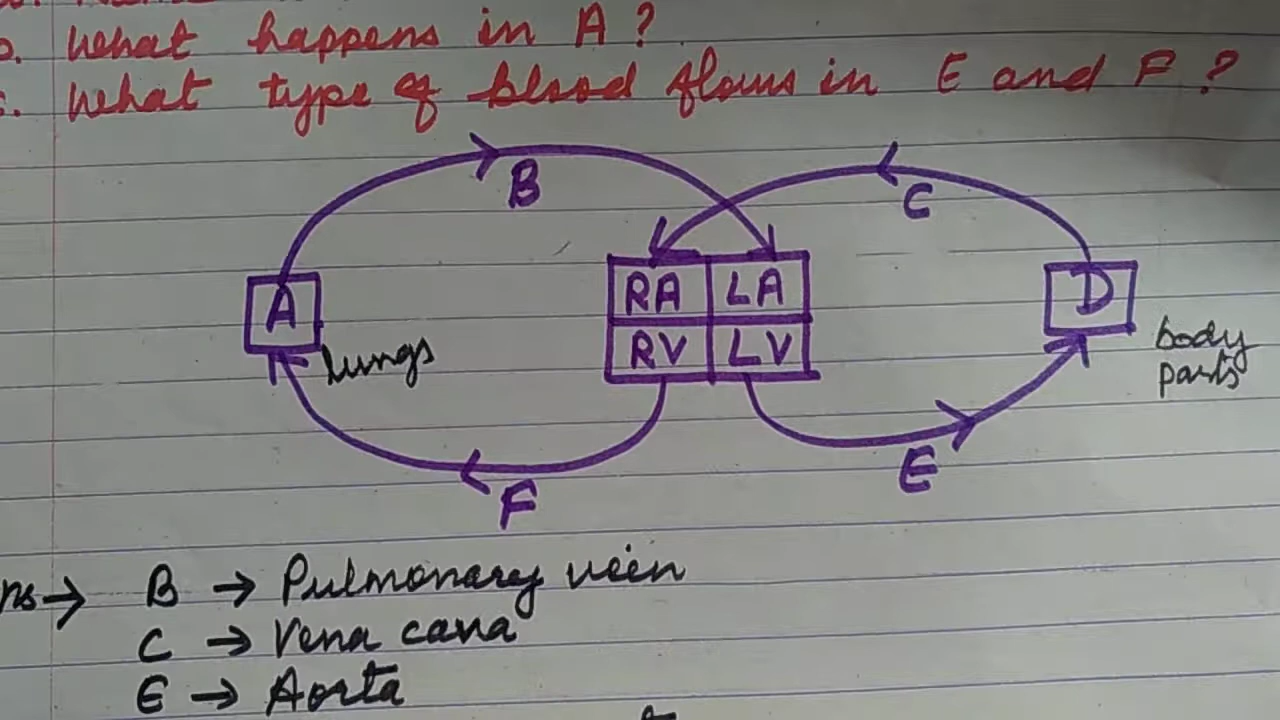 b. What happens in A?
c. What type of blood flows in E and F?
B
C
A
RA LA
D
RV LV
lungs
body
parts
E
F
ns → B → Pulmonary vein
C → Vena cava
E → Aorta